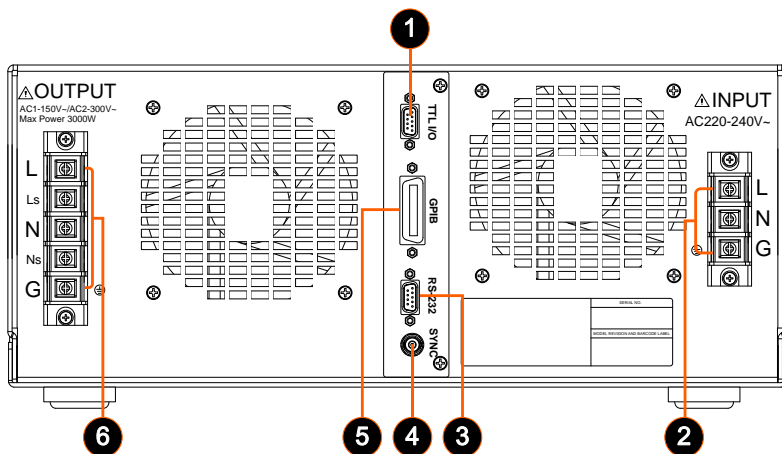 1
⚠OUTPUT
AC1-150V~/AC2-300V~
Max Power 3000W
L
Ls
N
Ns
G
TTL I/O
GPIB
RS-232
SYNC
⚠INPUT
AC220-240V~
L
N
G
SERIAL NO.
MODEL REVISION AND BARCODE LABEL
6
5
4
3
2